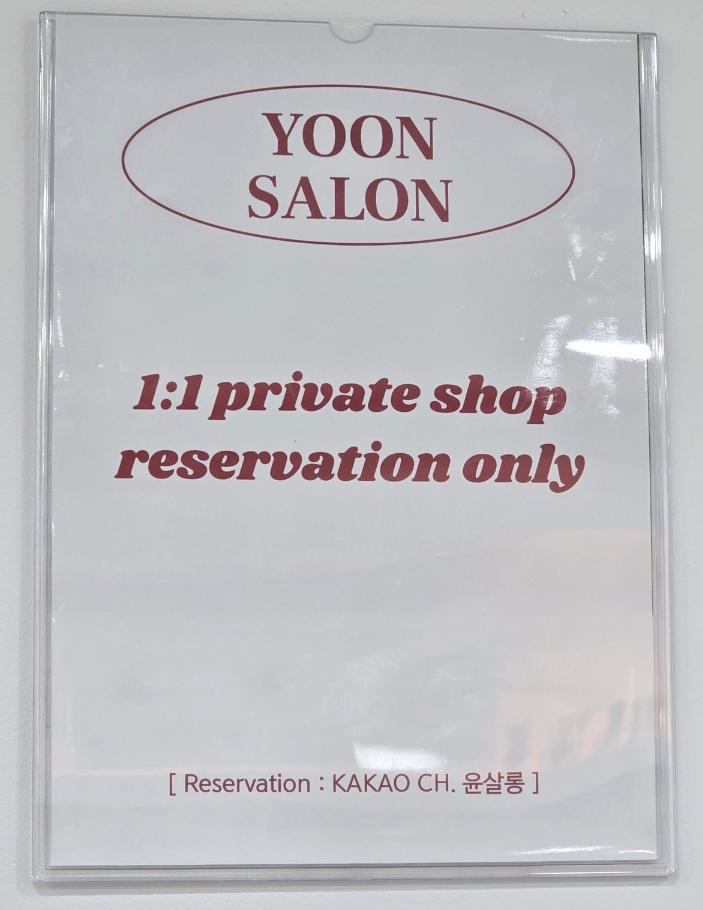 YOON
SALON
1:1 private shop
reservation only
[ Reservation : KAKAO CH. 윤살롱 ]